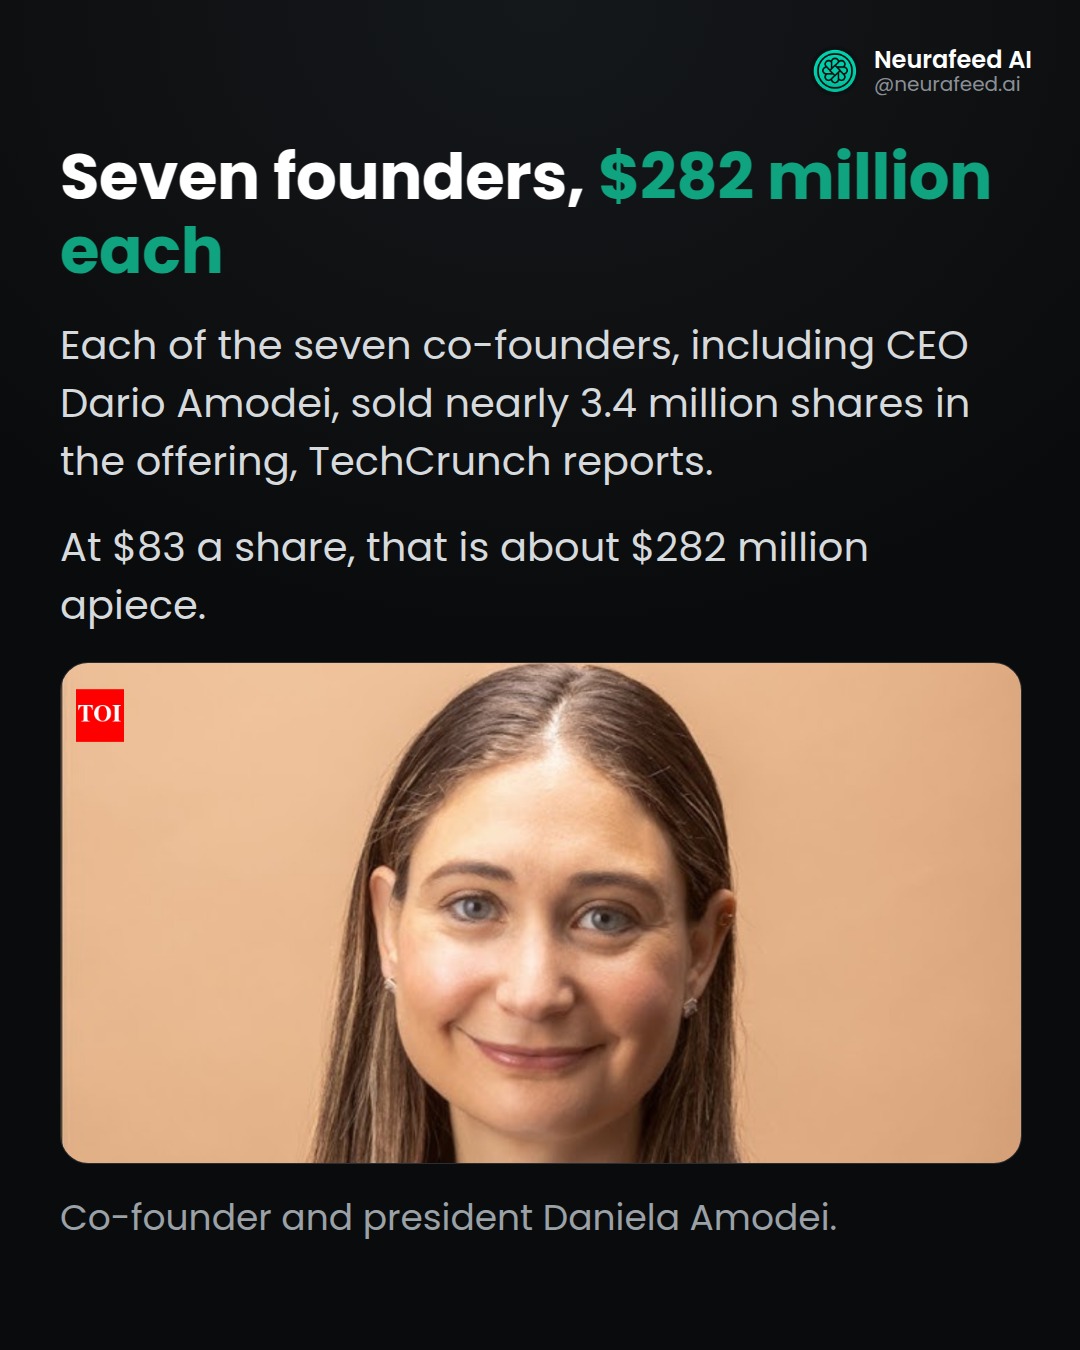 Neurafeed AI
@neurafeed.ai
Seven founders, $282 million
each
Each of the seven co-founders, including CEO
Dario Amodei, sold nearly 3.4 million shares in
the offering, TechCrunch reports.
At $83 a share, that is about $282 million
apiece.
TOI
Co-founder and president Daniela Amodei.